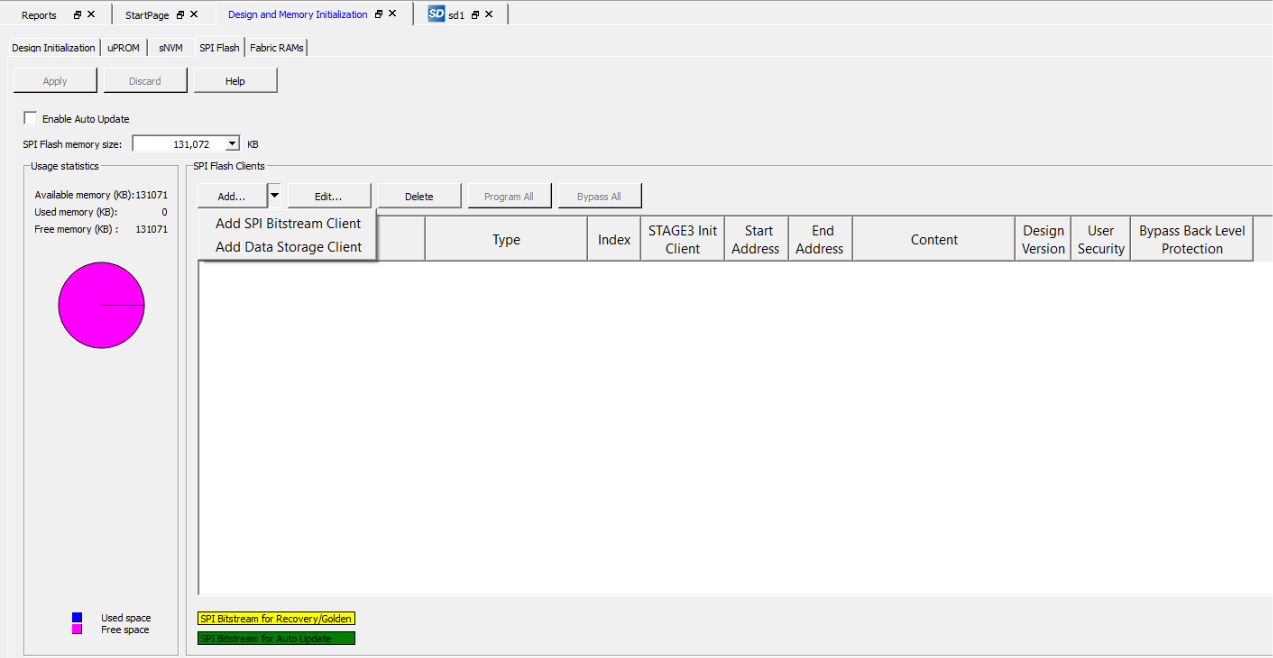 Reports
StartPage
Design and Memory Initialization
SD sd1
Design Initialization
uPROM
sNVM
SPI Flash
Fabric RAMs
Apply
Discard
Help
Enable Auto Update
SPI Flash memory size: 131,072 KB
Usage statistics
Available memory (KB): 131071
Used memory (KB): 0
Free memory (KB) : 131071
Used space
Free space
SPI Flash Clients
Add...
Edit...
Delete
Program All
Bypass All
Add SPI Bitstream Client
Add Data Storage Client
Type
Index
STAGE3 Init
Client
Start
Address
End
Address
Content
Design
Version
User
Security
Bypass Back Level
Protection
SPI Bitstream for Recovery/Golden
SPI Bitstream for Auto Update